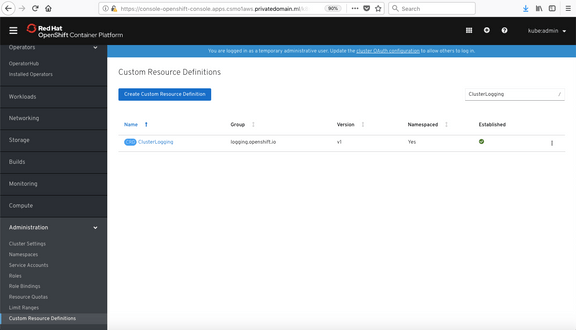 https://console-openshift-console.apps.csmo1aws.privatedomain.ml/k8
90%
Search
Red Hat
OpenShift Container Platform
kube:admin
You are logged in as a temporary administrative user. Update the cluster OAuth configuration to allow others to log in.
Operators
OperatorHub
Installed Operators
Workloads
Networking
Storage
Builds
Monitoring
Compute
Administration
Cluster Settings
Namespaces
Service Accounts
Roles
Role Bindings
Resource Quotas
Limit Ranges
Custom Resource Definitions
Custom Resource Definitions
Create Custom Resource Definition
ClusterLogging
/
Name Group Version Namespaced Established
CRD ClusterLogging logging.openshift.io v1 Yes